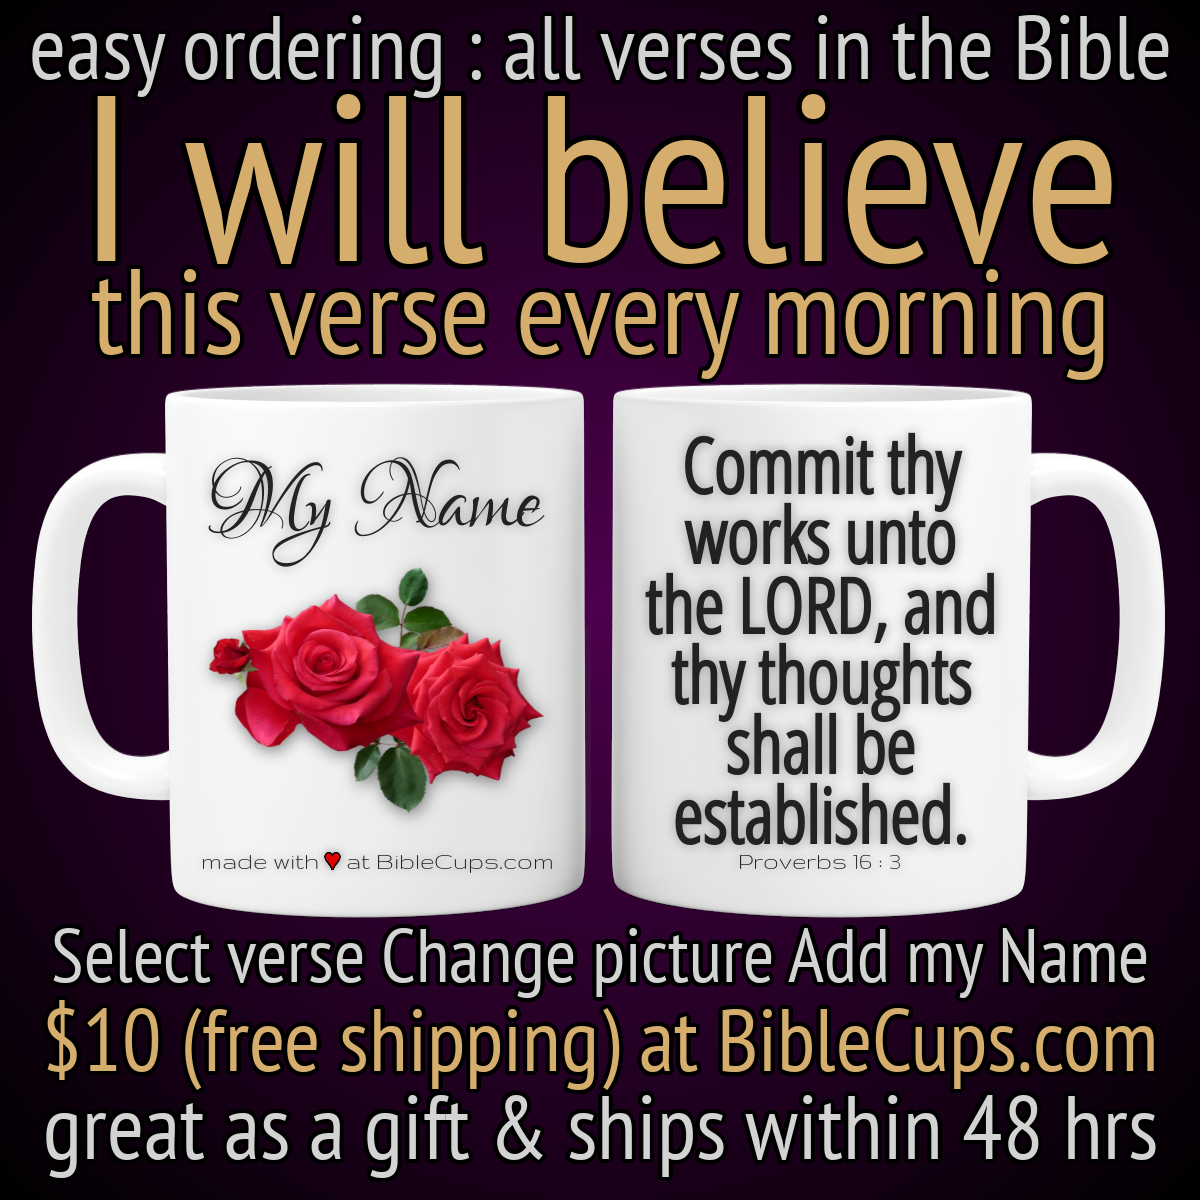 easy ordering : all verses in the Bible
I will believe
this verse every morning
My Name
made with ❤ at BibleCups.com
Commit thy
works unto
the LORD, and
thy thoughts
shall be
established.
Proverbs 16 : 3
Select verse Change picture Add my Name
$10 (free shipping) at BibleCups.com
great as a gift & ships within 48 hrs